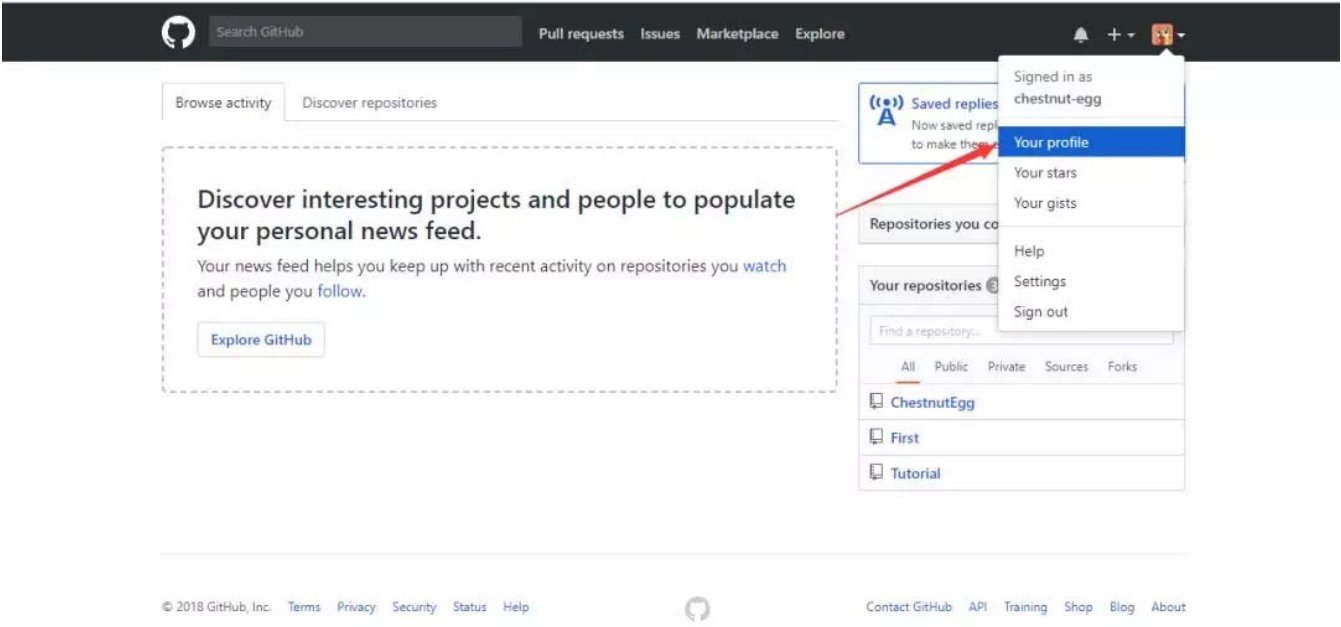 Search GitHub
Pull requests Issues Marketplace Explore
Signed in as
chestnut-egg
Your profile
Your stars
Your gists
Help
Settings
Sign out
Browse activity Discover repositories
Discover interesting projects and people to populate
your personal news feed.
Your news feed helps you keep up with recent activity on repositories you watch
and people you follow.
Explore GitHub
Saved replies
Now saved repl
to make them e
Repositories you co
Your repositories 3
Find a repository...
All Public Private Sources Forks
ChestnutEgg
First
Tutorial
© 2018 GitHub, Inc. Terms Privacy Security Status Help
Contact GitHub API Training Shop Blog About